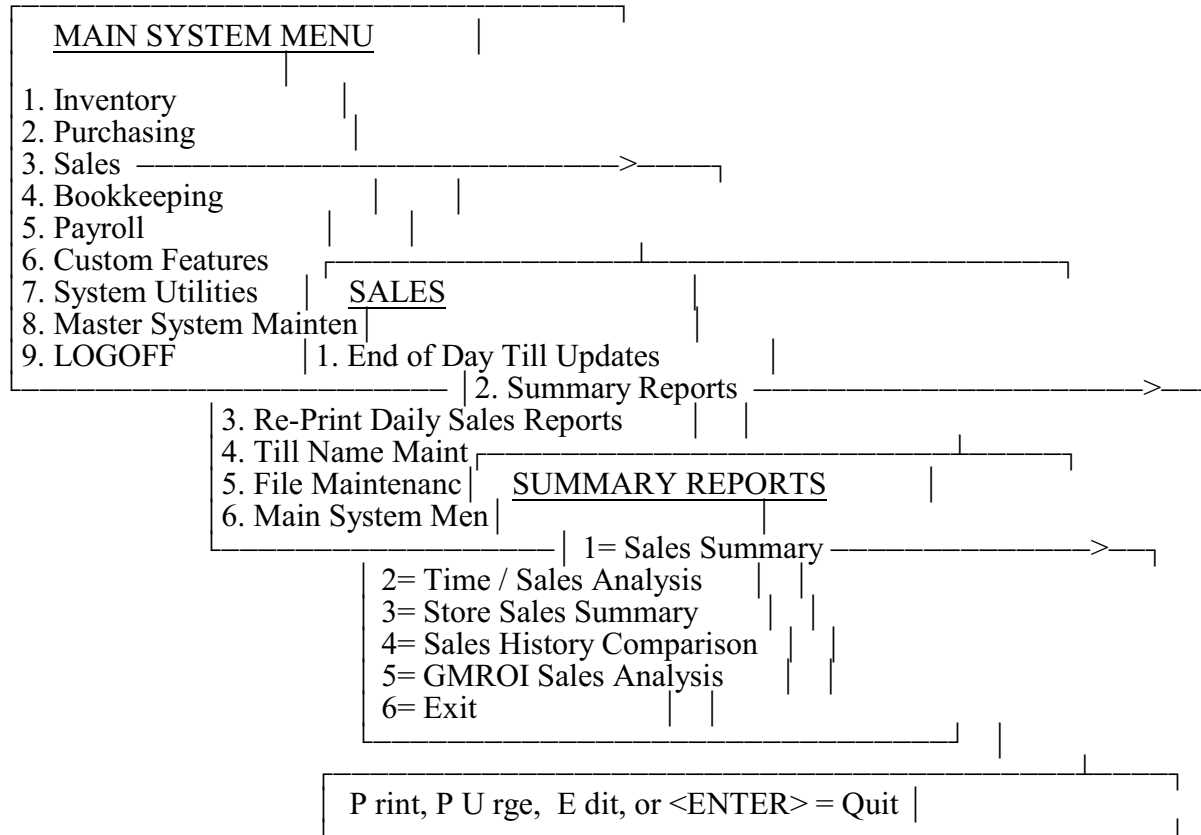 MAIN SYSTEM MENU
1. Inventory
2. Purchasing
3. Sales
4. Bookkeeping
5. Payroll
6. Custom Features
7. System Utilities
SALES
8. Master System Mainten
9. LOGOFF
1. End of Day Till Updates
2. Summary Reports
3. Re-Print Daily Sales Reports
4. Till Name Maint
5. File Maintenanc
SUMMARY REPORTS
6. Main System Men
1= Sales Summary
2= Time / Sales Analysis
3= Store Sales Summary
4= Sales History Comparison
5= GMROI Sales Analysis
6= Exit
P rint, P U rge, E dit, or <ENTER> = Quit